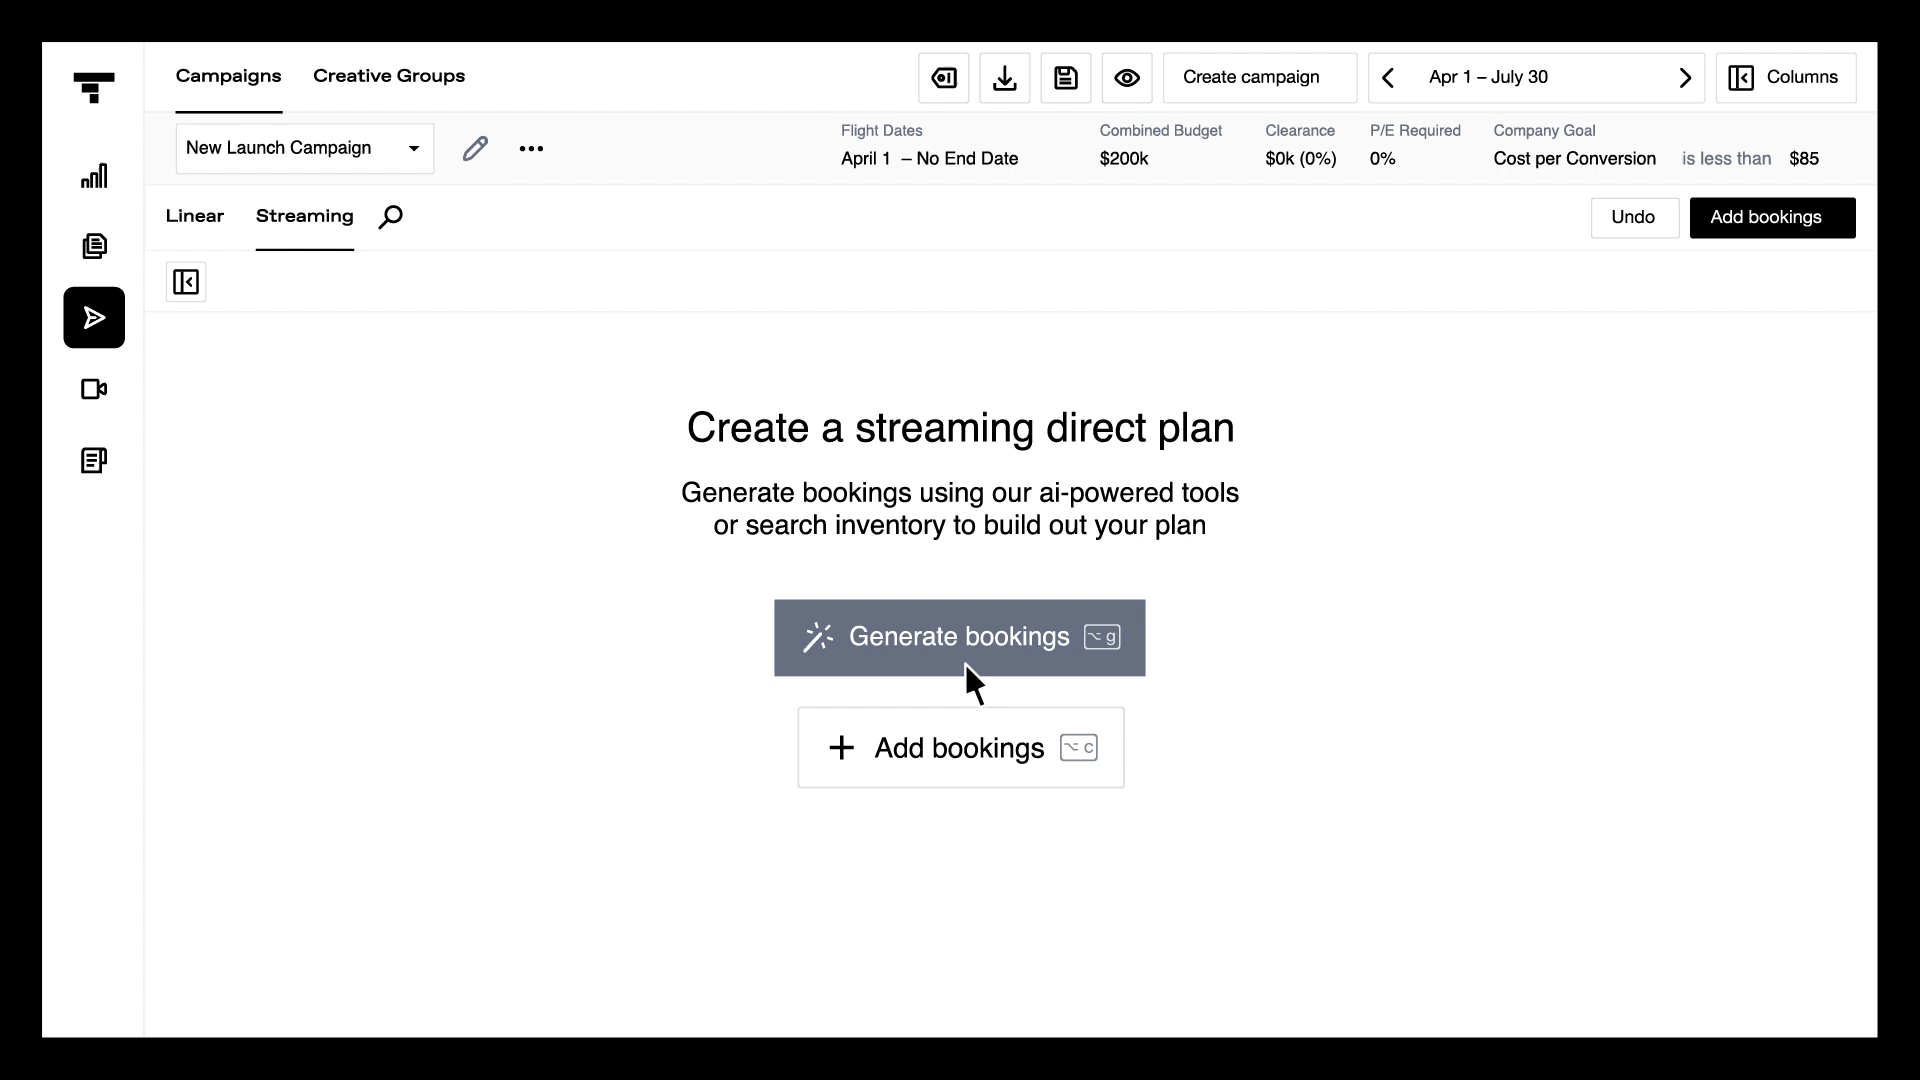 Campaigns
Creative Groups
Create campaign
Apr 1 – July 30
Columns
New Launch Campaign
Flight Dates
April 1 – No End Date
Combined Budget
$200k
Clearance
$0k (0%)
P/E Required
0%
Company Goal
Cost per Conversion is less than $85
Linear
Streaming
Undo
Add bookings
Create a streaming direct plan
Generate bookings using our ai-powered tools
or search inventory to build out your plan
Generate bookings ⌥ g
Add bookings ⌥ c